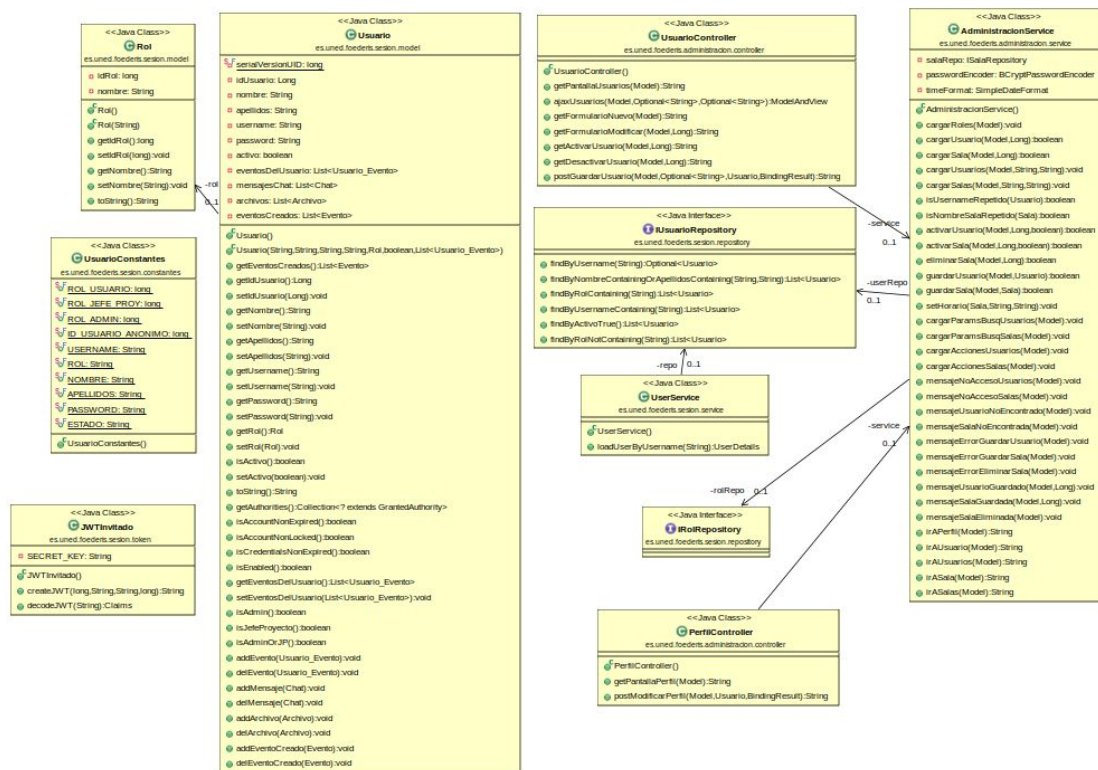 <<Java Class>>
Rol
es.uned.foederis.sesion.model
idRol: long
nombre: String
Rol()
Rol(String)
getIdRol():long
setIdRol(long):void
getNombre():String
setNombre(String):void
toString():String
-rol
0..1
<<Java Class>>
UsuarioConstantes
es.uned.foederis.sesion.constantes
ROL_USUARIO: long
ROL_JEFE_PROY: long
ROL_ADMIN: long
ID_USUARIO_ANONIMO: long
USERNAME: String
ROL: String
NOMBRE: String
APELLIDOS: String
PASSWORD: String
ESTADO: String
UsuarioConstantes()
<<Java Class>>
JWTInvitado
es.uned.foederis.sesion.token
SECRET_KEY: String
JWTInvitado()
createJWT(long,String,String,long):String
decodeJWT(String):Claims
<<Java Class>>
Usuario
es.uned.foederis.sesion.model
serialVersionUID: long
idUsuario: Long
nombre: String
apellidos: String
username: String
password: String
activo: boolean
eventosDelUsuario: List<Usuario_Evento>
mensajesChat: List<Chat>
archivos: List<Archivo>
eventosCreados: List<Evento>
Usuario()
Usuario(String,String,String,String,Rol,boolean,List<Usuario_Evento>)
getEventosCreados():List<Evento>
getIdUsuario():Long
setIdUsuario(Long):void
getNombre():String
setNombre(String):void
getApellidos():String
setApellidos(String):void
getUsername():String
setUsername(String):void
getPassword():String
setPassword(String):void
getRol():Rol
setRol(Rol):void
isActivo():boolean
setActivo(boolean):void
toString():String
getAuthorities():Collection<? extends GrantedAuthority>
isAccountNonExpired():boolean
isAccountNonLocked():boolean
isCredentialsNonExpired():boolean
isEnabled():boolean
getEventosDelUsuario():List<Usuario_Evento>
setEventosDelUsuario(List<Usuario_Evento>):void
isAdmin():boolean
isJefeProyecto():boolean
isAdminOrJP():boolean
addEvento(Usuario_Evento):void
delEvento(Usuario_Evento):void
addMensaje(Chat):void
delMensaje(Chat):void
addArchivo(Archivo):void
delArchivo(Archivo):void
addEventoCreado(Evento):void
delEventoCreado(Evento):void
<<Java Class>>
UsuarioController
es.uned.foederis.administracion.controller
UsuarioController()
getPantallaUsuarios(Model):String
ajaxUsuarios(Model,Optional<String>,Optional<String>):ModelAndView
getFormularioNuevo(Model):String
getFormularioModificar(Model,Long):String
getActivarUsuario(Model,Long):String
getDesactivarUsuario(Model,Long):String
postGuardarUsuario(Model,Optional<String>,Usuario,BindingResult):String
-service
0..1
<<Java Interface>>
IUsuarioRepository
es.uned.foederis.sesion.repository
findByUsername(String):Optional<Usuario>
findByNombreContainingOrApellidosContaining(String,String):List<Usuario>
findByRolContaining(String):List<Usuario>
findByUsernameContaining(String):List<Usuario>
findByActivoTrue():List<Usuario>
findByRolNotContaining(String):List<Usuario>
-userRepo
0..1
-repo 0..1
<<Java Class>>
UserService
es.uned.foederis.sesion.service
UserService()
loadUserByUsername(String):UserDetails
-service
0..1
-rolRepo 0..1
<<Java Interface>>
IRolRepository
es.uned.foederis.sesion.repository
<<Java Class>>
PerfilController
es.uned.foederis.administracion.controller
PerfilController()
getPantallaPerfil(Model):String
postModificarPerfil(Model,Usuario,BindingResult):String
<<Java Class>>
AdministracionService
es.uned.foederis.administracion.service
salaRepo: ISalaRepository
passwordEncoder: BCryptPasswordEncoder
timeFormat: SimpleDateFormat
AdministracionService()
cargarRoles(Model):void
cargarUsuario(Model,Long):boolean
cargarSala(Model,Long):boolean
cargarUsuarios(Model,String,String):void
cargarSalas(Model,String,String):void
isUsernameRepetido(Usuario):boolean
isNombreSalaRepetido(Sala):boolean
activarUsuario(Model,Long,boolean):boolean
activarSala(Model,Long,boolean):boolean
eliminarSala(Model,Long):boolean
guardarUsuario(Model,Usuario):boolean
guardarSala(Model,Sala):boolean
setHorario(Sala,String,String):void
cargarParamsBusqUsuarios(Model):void
cargarParamsBusqSalas(Model):void
cargarAccionesUsuarios(Model):void
cargarAccionesSalas(Model):void
mensajeNoAccesoUsuarios(Model):void
mensajeNoAccesoSalas(Model):void
mensajeUsuarioNoEncontrado(Model):void
mensajeSalaNoEncontrada(Model):void
mensajeErrorGuardarUsuario(Model):void
mensajeErrorGuardarSala(Model):void
mensajeErrorEliminarSala(Model):void
mensajeUsuarioGuardado(Model,Long):void
mensajeSalaGuardada(Model,Long):void
mensajeSalaEliminada(Model):void
irAPerfil(Model):String
irAUsuario(Model):String
irAUsuarios(Model):String
irASala(Model):String
irASalas(Model):String